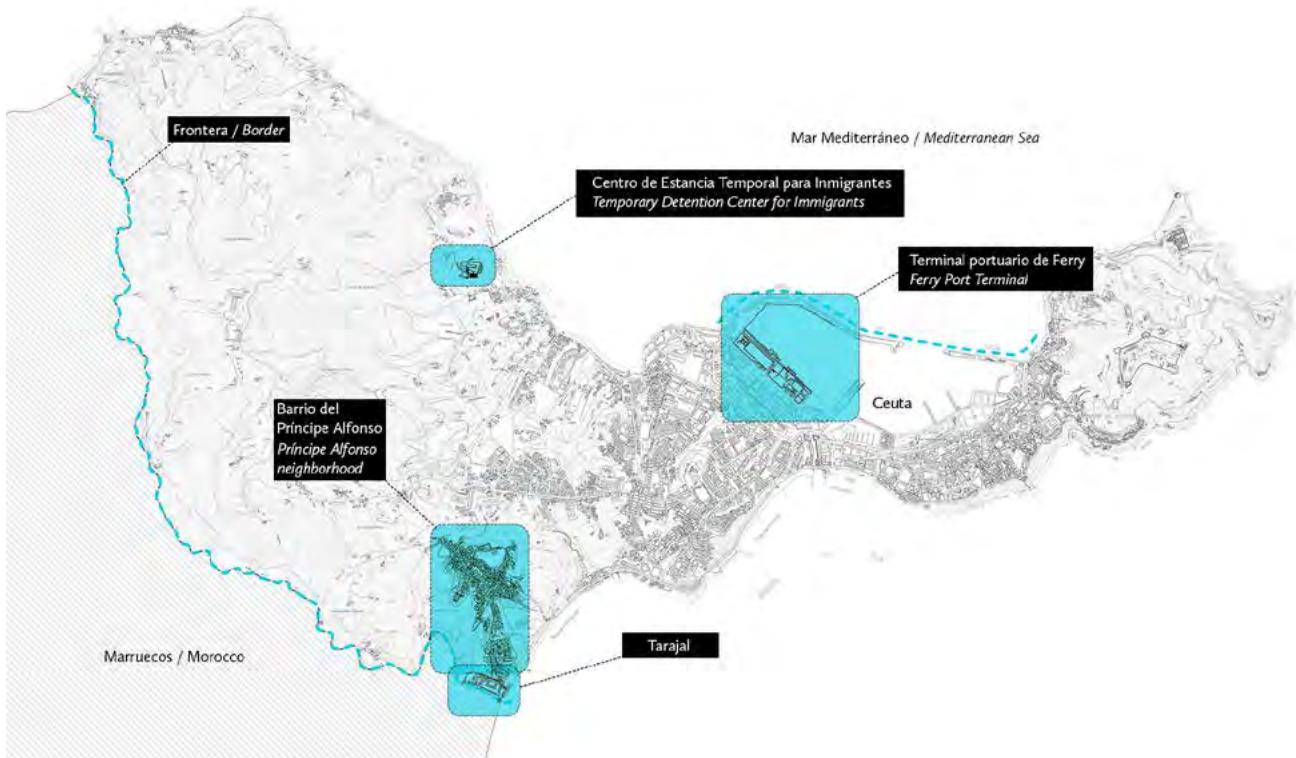 Frontera / Border
Mar Mediterráneo / Mediterranean Sea
Centro de Estancia Temporal para Inmigrantes
Temporary Detention Center for Immigrants
Terminal portuario de Ferry
Ferry Port Terminal
Ceuta
Barrio del
Príncipe Alfonso
Príncipe Alfonso
neighborhood
Tarajal
Marruecos / Morocco